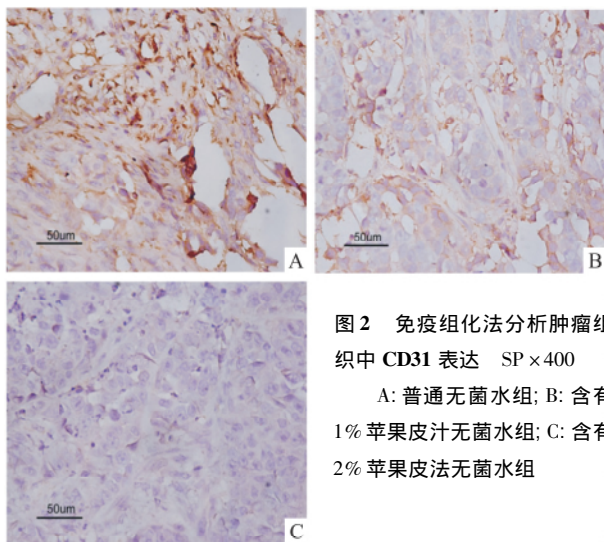 50um
A
50um
B
50um
C
图 2 免疫组化法分析肿瘤组
织中 CD31 表达 SP × 400
A: 普通无菌水组; B: 含有
1% 苹果皮汁无菌水组; C: 含有
2% 苹果皮法无菌水组